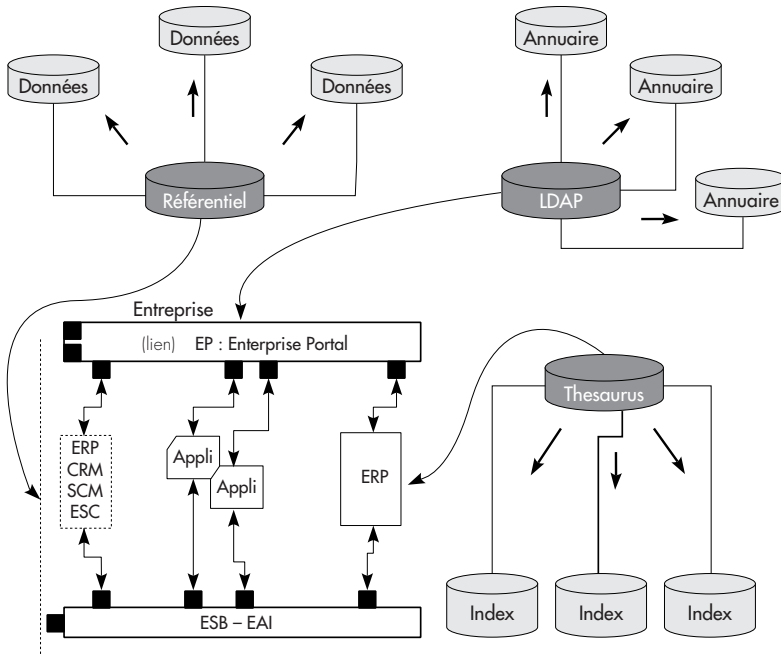 Données
Données
Données
Référentiel
Annuaire
Annuaire
Annuaire
LDAP
Entreprise
(lien) EP : Enterprise Portal
ERP
CRM
SCM
ESC
Appli
Appli
ERP
ESB – EAI
Thesaurus
Index
Index
Index